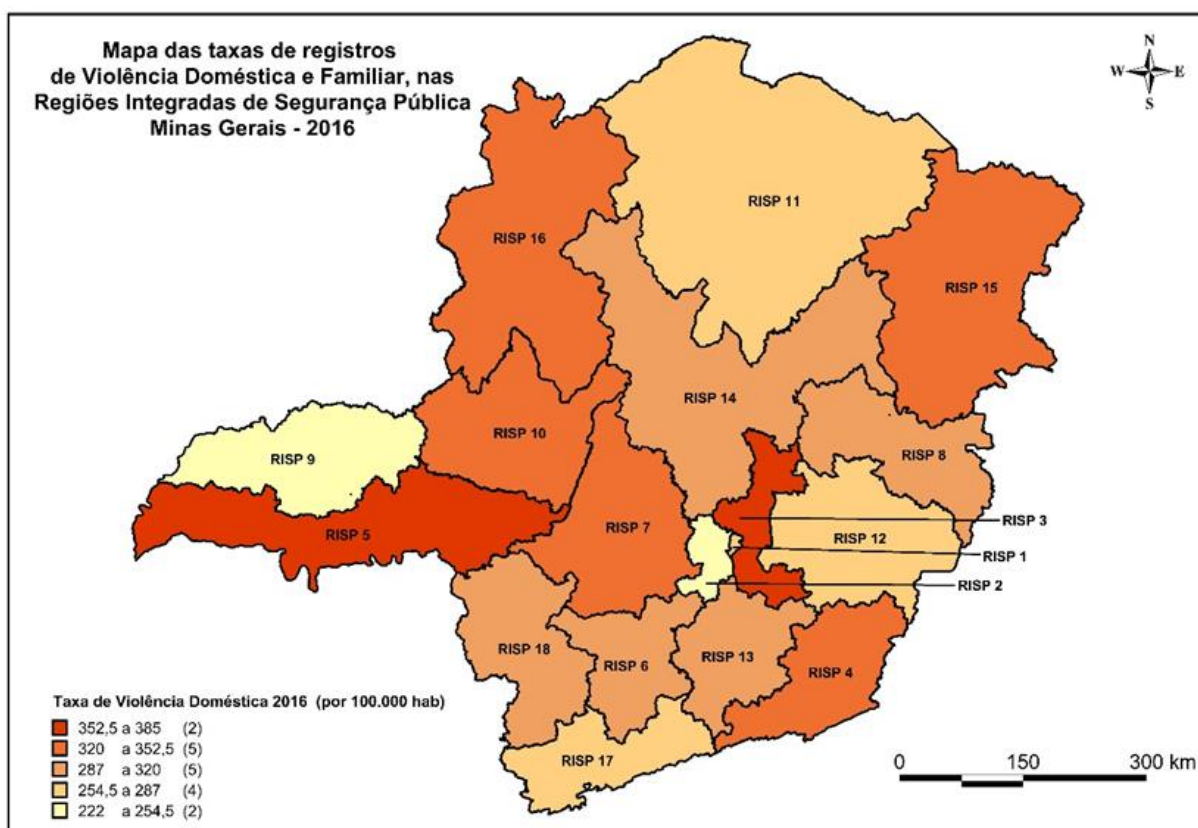 Mapa das taxas de registros
de Violência Doméstica e Familiar, nas
Regiões Integradas de Segurança Pública
Minas Gerais - 2016
N
W E
S
RISP 11
RISP 16
RISP 15
RISP 14
RISP 10
RISP 8
RISP 9
RISP 3
RISP 5
RISP 7
RISP 12
RISP 1
RISP 2
RISP 18
RISP 6
RISP 13
RISP 4
RISP 17
Taxa de Violência Doméstica 2016 (por 100.000 hab)
352,5 a 385 (2)
320 a 352,5 (5)
287 a 320 (5)
254,5 a 287 (4)
222 a 254,5 (2)
0 150 300 km